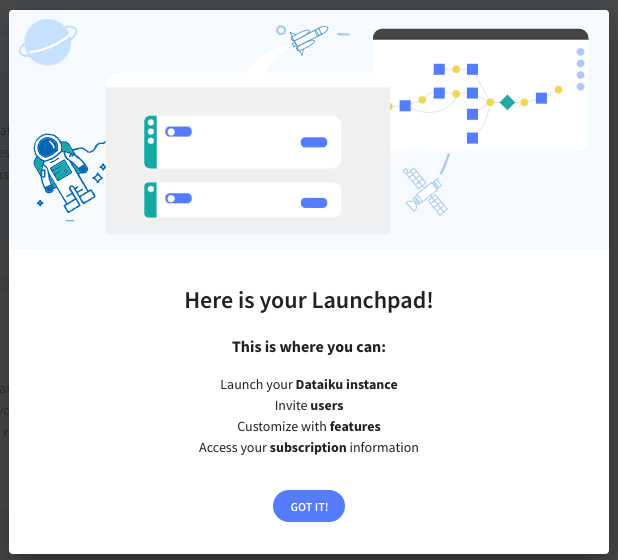 Here is your Launchpad!
This is where you can:
Launch your Dataiku instance
Invite users
Customize with features
Access your subscription information
GOT IT!